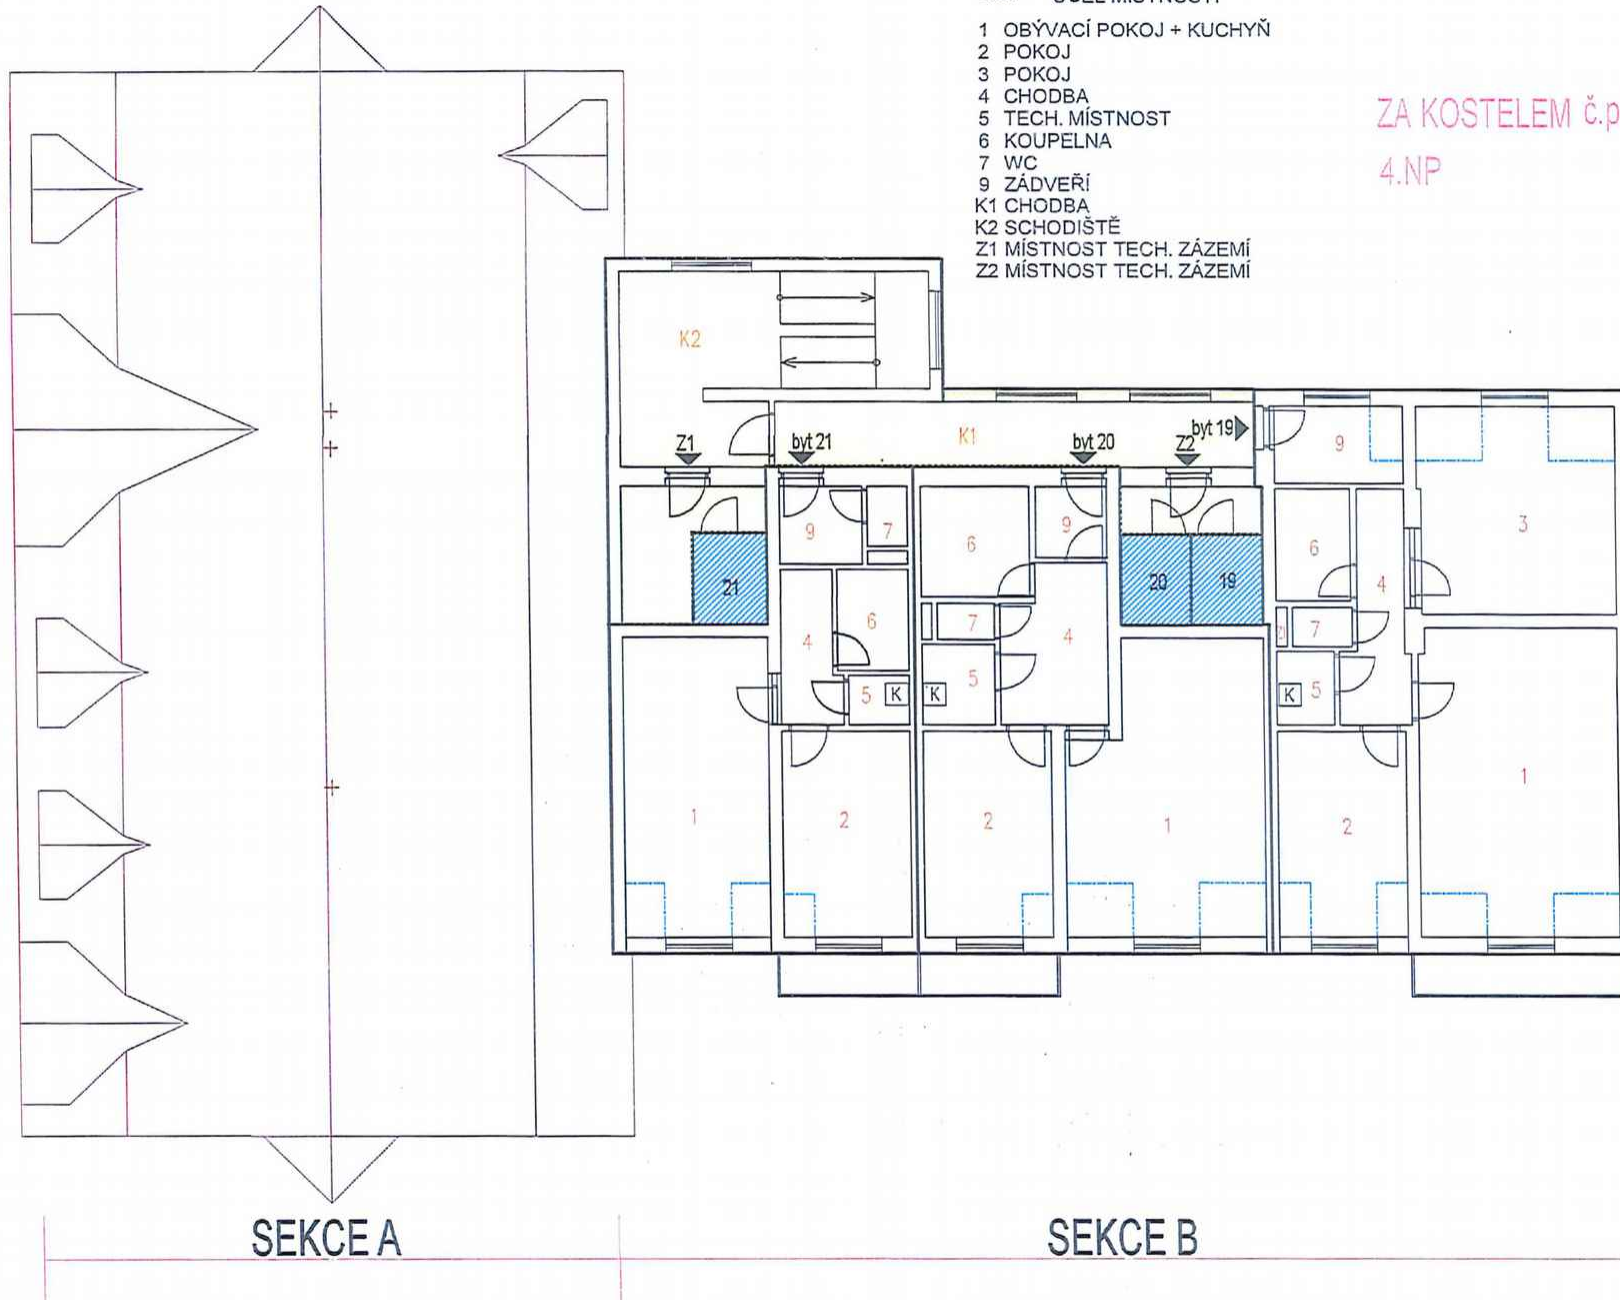 ÚČEL MÍSTNOSTI
1 OBÝVACÍ POKOJ + KUCHYŇ
2 POKOJ
3 POKOJ
4 CHODBA
5 TECH. MÍSTNOST
6 KOUPELNA
7 WC
9 ZÁDVEŘÍ
K1 CHODBA
K2 SCHODIŠTĚ
Z1 MÍSTNOST TECH. ZÁZEMÍ
Z2 MÍSTNOST TECH. ZÁZEMÍ
ZA KOSTELEM č.p
4.NP
K2
Z1
byt 21
K1
byt 20
Z2
byt 19
9
9
7
6
9
6
3
21
20
19
4
6
7
4
7
4
5
K
K
5
K
5
1
2
2
1
2
1
SEKCE A
SEKCE B